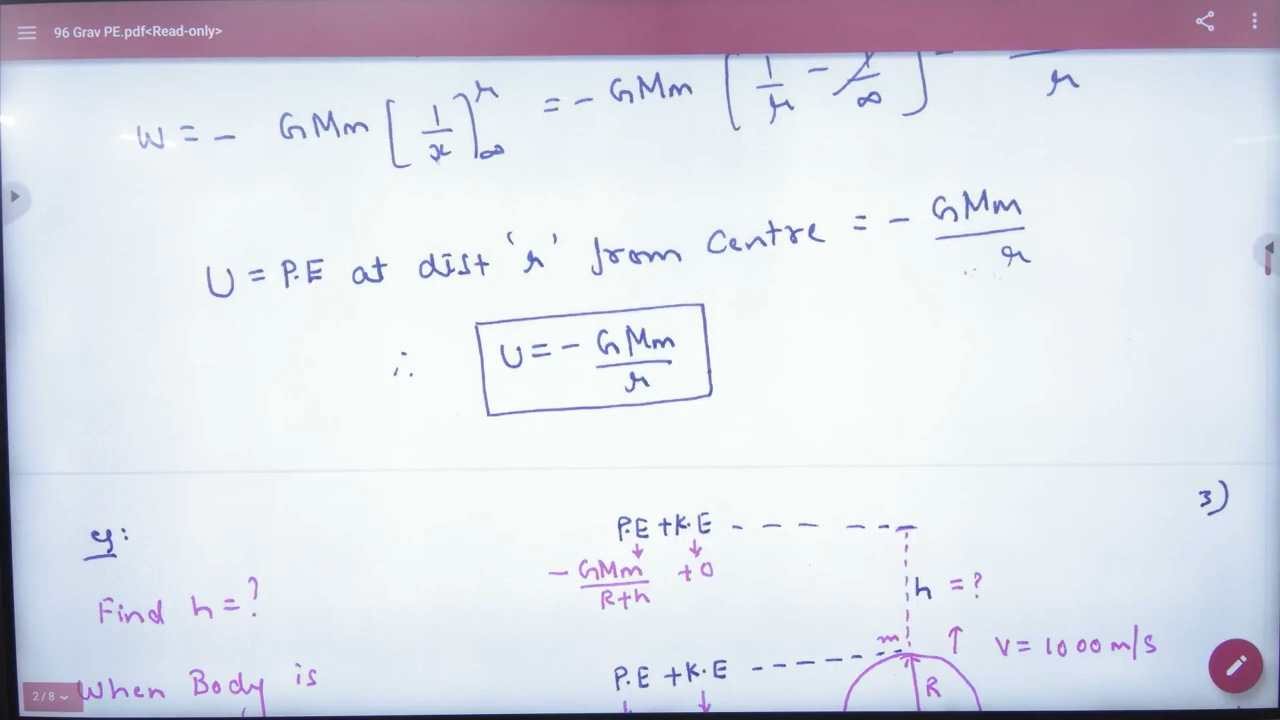 96 Grav PE.pdf<Read-only>
W = - GMm [1/x]^r_∞ = - GMm [1/r - 1/∞] r
U = P.E at dist 'r' from Centre = - GMm/r
∴ U = - GMm/r
3)
eg:
P.E + K.E
- GMm/R+h + 0
h = ?
Find h = ?
m ↑ V = 1000 m/s
P.E + K.E
R
When Body is
2/8